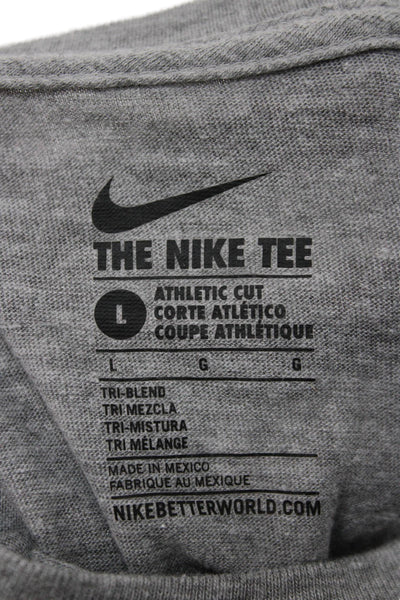 THE NIKE TEE
L
ATHLETIC CUT
CORTE ATLÉTICO
COUPE ATHLÉTIQUE
L G G
TRI-BLEND
TRI MEZCLA
TRI-MISTURA
TRI MÉLANGE
MADE IN MEXICO
FABRIQUE AU MEXIQUE
NIKEBETTERWORLD.COM